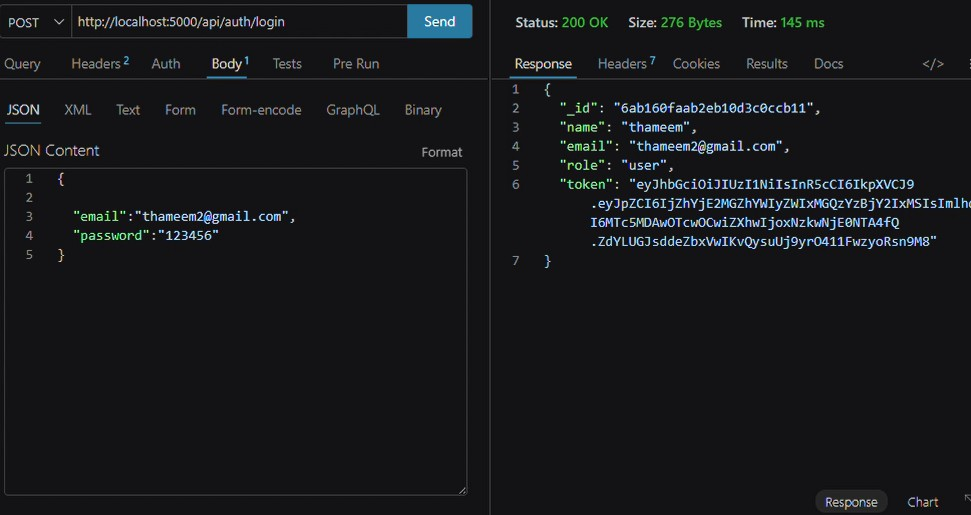 POST http://localhost:5000/api/auth/login Send
Query Headers 2 Auth Body 1 Tests Pre Run
JSON XML Text Form Form-encode GraphQL Binary
JSON Content Format
1 {
2
3 "email":"thameem2@gmail.com",
4 "password":"123456"
5 }
Status: 200 OK Size: 276 Bytes Time: 145 ms
Response Headers 7 Cookies Results Docs </>
1 {
2 "_id": "6ab160faab2eb10d3c0ccb11",
3 "name": "thameem",
4 "email": "thameem2@gmail.com",
5 "role": "user",
6 "token": "eyJhbGciOiJIUzI1NiIsInR5cCI6IkpXVCJ9
.eyJpZCI6IjZhYjE2MGZhYWIyZWIxMGQzYzBjY2IxMSIsImlhd
I6MTc5MDAwOTcwOCwiZXhwIjoxNzkwNjE0NTA4fQ
.ZdYLUGJsddeZbxVwIKvQysuUj9yrO411FwzyoRsn9M8"
7 }
Response Chart